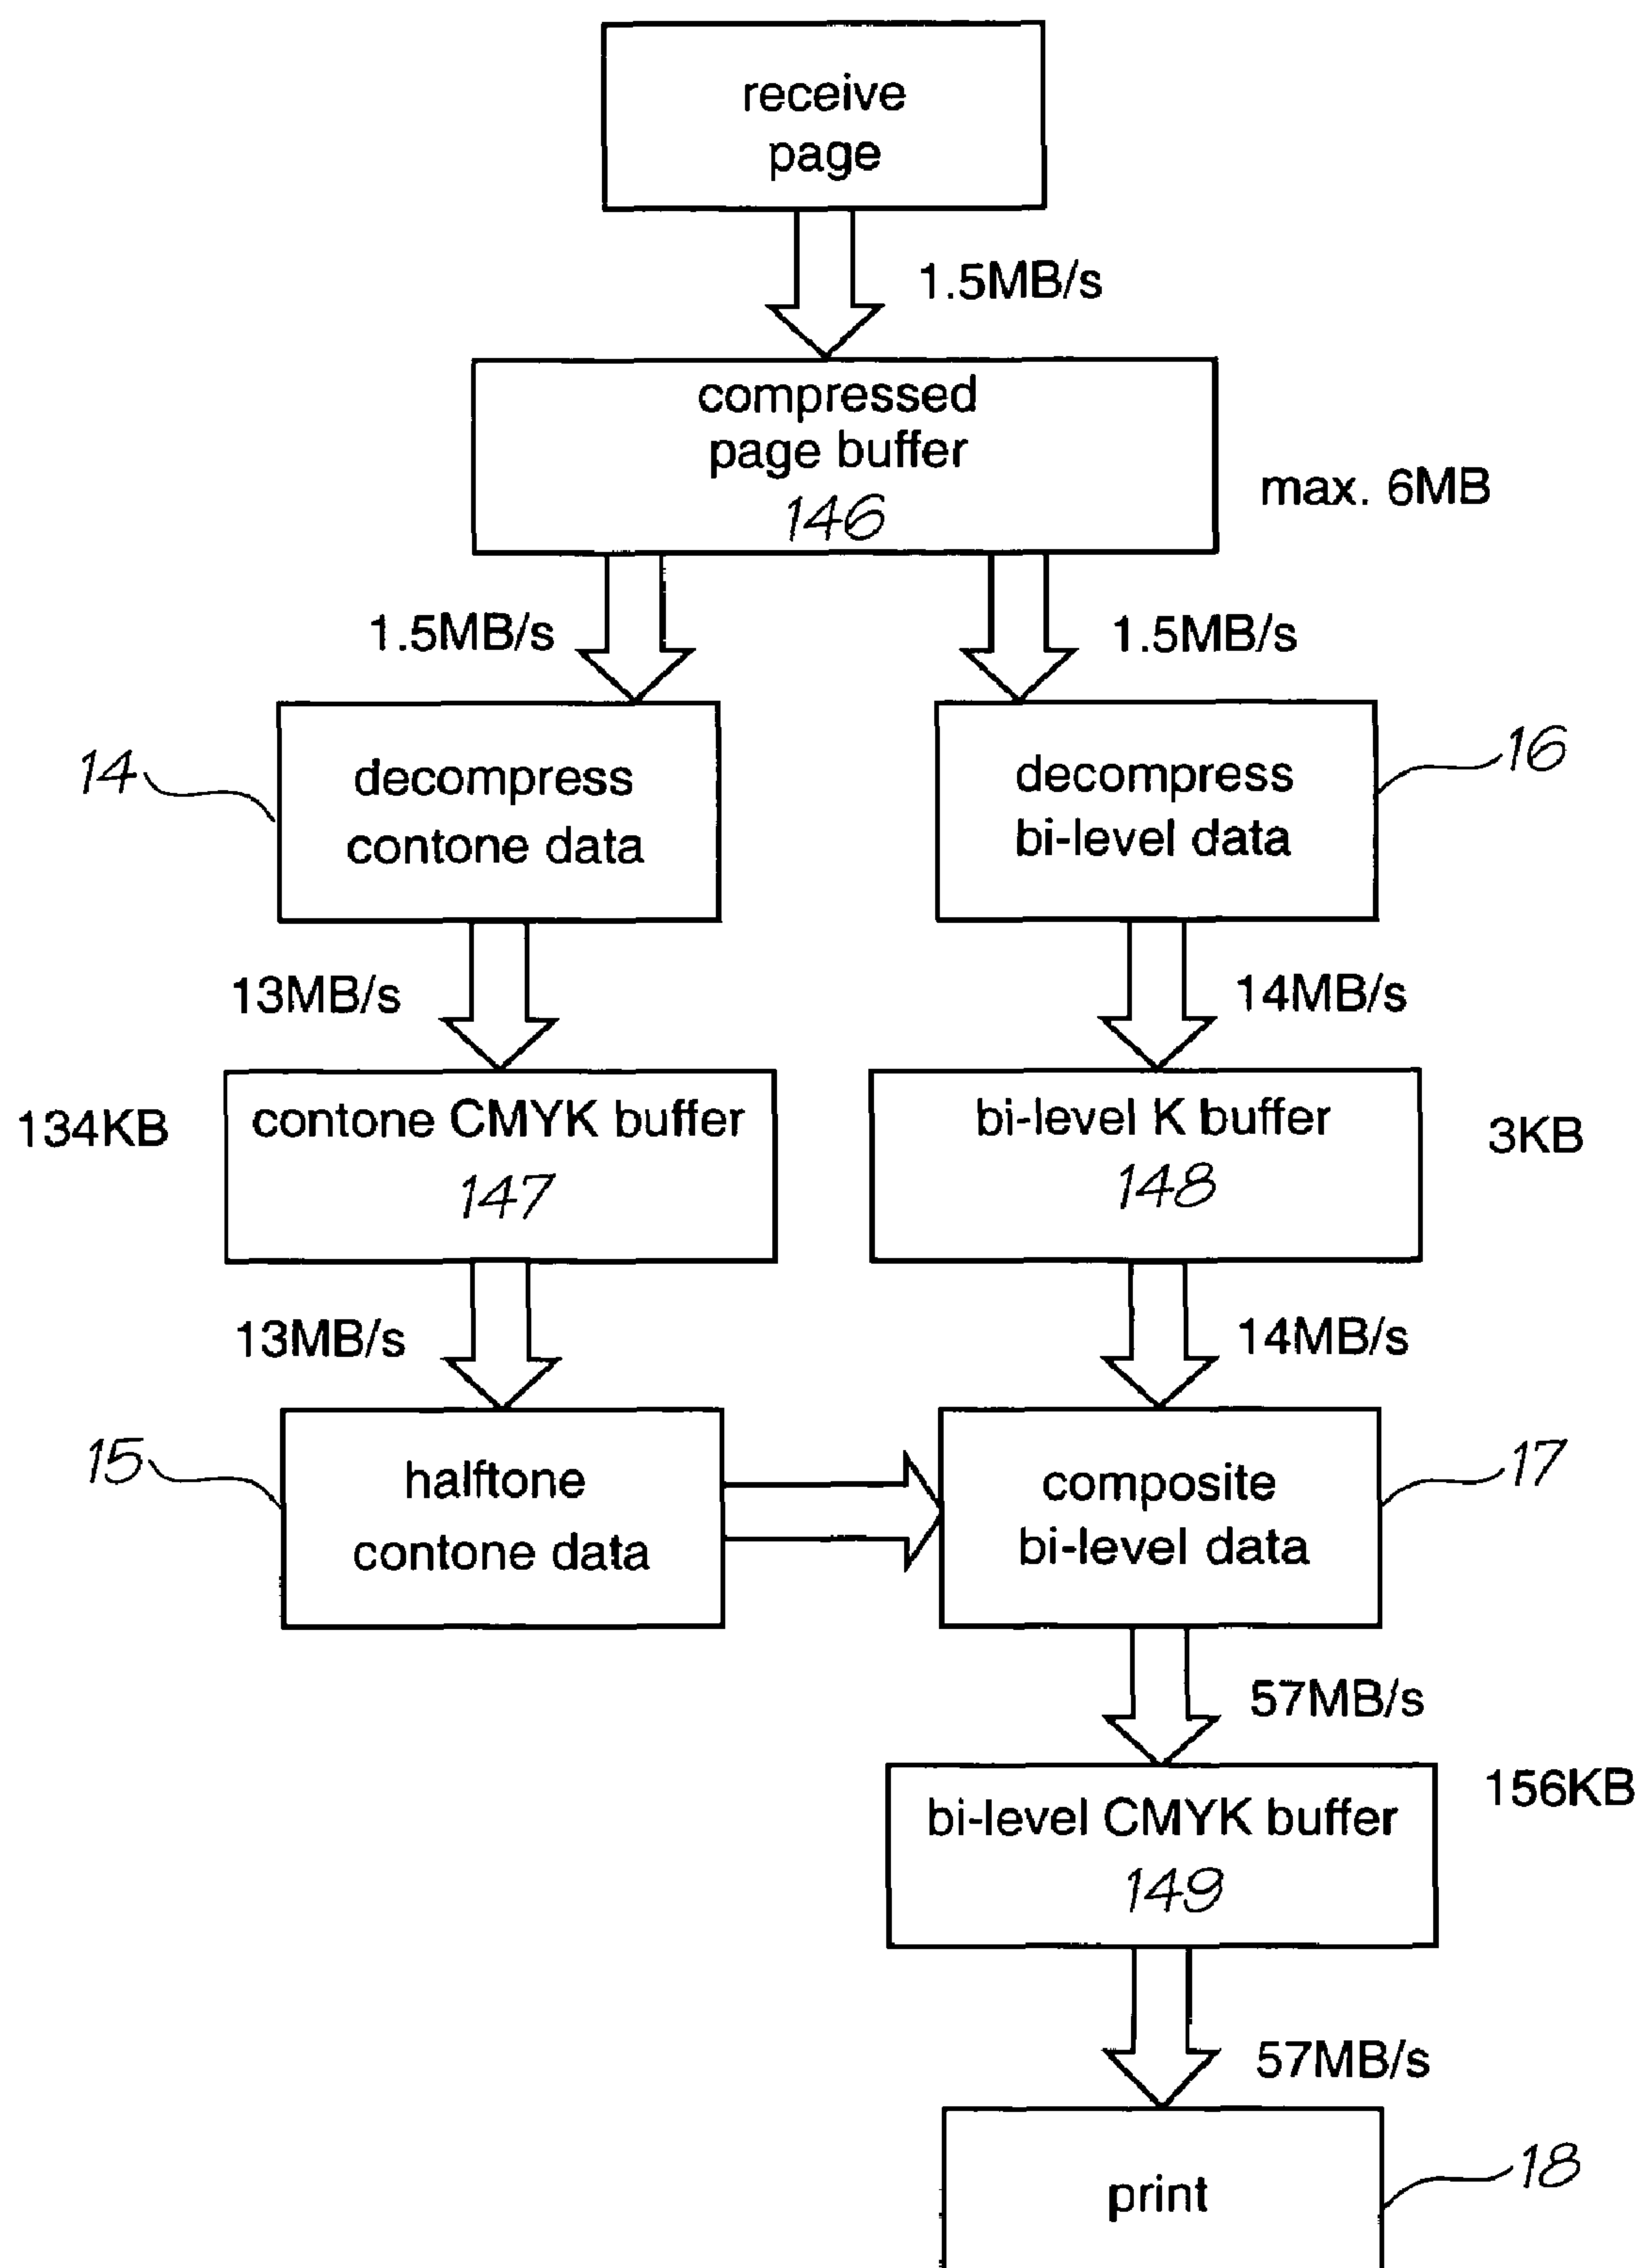 receive
page
1.5MB/s
compressed
page buffer
146
max. 6MB
1.5MB/s
1.5MB/s
14
decompress
contone data
decompress
bi-level data
16
13MB/s
14MB/s
134KB
contone CMYK buffer
147
bi-level K buffer
148
3KB
13MB/s
14MB/s
15
halftone
contone data
composite
bi-level data
17
57MB/s
156KB
bi-level CMYK buffer
149
57MB/s
print
18